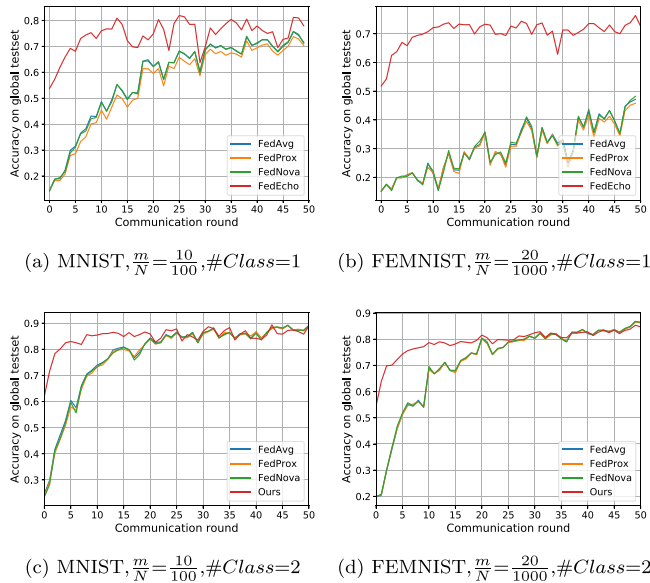 Accuracy on global testset
0.8
0.7
0.6
0.5
0.4
0.3
0.2
0 5 10 15 20 25 30 35 40 45 50
Communication round
FedAvg
FedProx
FedNova
FedEcho
(a) MNIST, m/N = 10/100, #Class=1
Accuracy on global testset
0.7
0.6
0.5
0.4
0.3
0.2
0 5 10 15 20 25 30 35 40 45 50
Communication round
FedAvg
FedProx
FedNova
FedEcho
(b) FEMNIST, m/N = 20/1000, #Class=1
Accuracy on global testset
0.9
0.8
0.7
0.6
0.5
0.4
0.3
0 5 10 15 20 25 30 35 40 45 50
Communication round
FedAvg
FedProx
FedNova
Ours
(c) MNIST, m/N = 10/100, #Class=2
Accuracy on global testset
0.9
0.8
0.7
0.6
0.5
0.4
0.3
0.2
0 5 10 15 20 25 30 35 40 45 50
Communication round
FedAvg
FedProx
FedNova
Ours
(d) FEMNIST, m/N = 20/1000, #Class=2